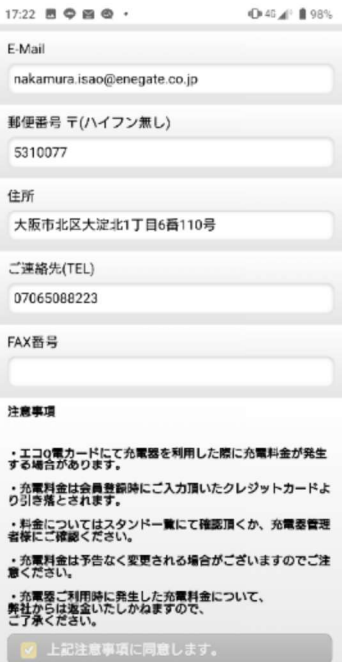 17:22
4G 98%
E-Mail
nakamura.isao@enegate.co.jp
郵便番号 〒(ハイフン無し)
5310077
住所
大阪市北区大淀北1丁目6番110号
ご連絡先(TEL)
07065088223
FAX番号
注意事項
・エコQ電カードにて充電器を利用した際に充電料金が発生
する場合があります。
・充電料金は会員登録時にご入力頂いたクレジットカードよ
り引き落とされます。
・料金についてはスタンド一覧にて確認頂くか、充電器管理
者様にご確認ください。
・充電料金は予告なく変更される場合がございますのでご注
意ください。
・充電器ご利用時に発生した充電料金について、
弊社からは返金いたしかねますので、
ご了承ください。
上記注意事項に同意します。